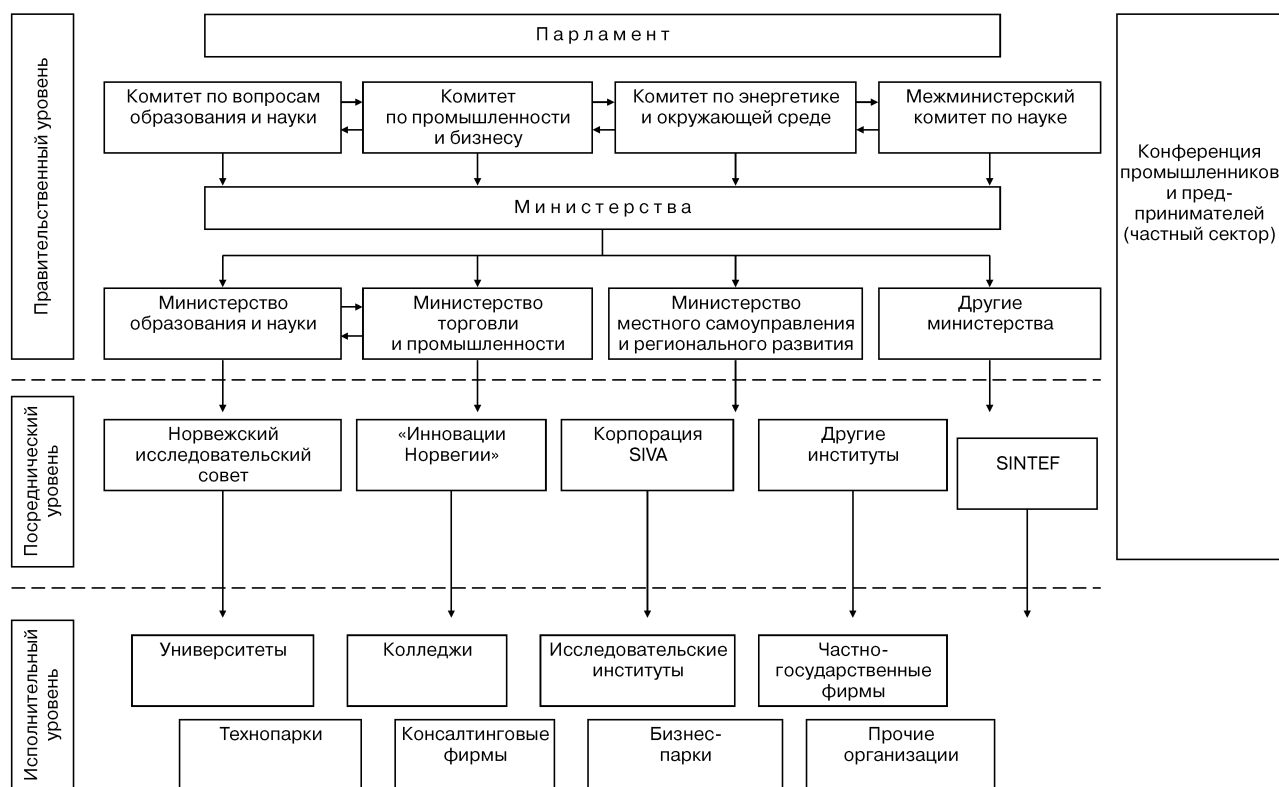 Парламент
Правительственный уровень
Комитет по вопросам
образования и науки
Комитет
по промышленности
и бизнесу
Комитет по энергетике
и окружающей среде
Межминистерский
комитет по науке
Конференция
промышленников
и пред-
принимателей
(частный сектор)
Министерства
Министерство
образования и науки
Министерство
торговли
и промышленности
Министерство
местного самоуправления
и регионального развития
Другие
министерства
Посреднический
уровень
Норвежский
исследовательский
совет
«Инновации
Норвегии»
Корпорация
SIVA
Другие
институты
SINTEF
Исполнительный
уровень
Университеты
Колледжи
Исследовательские
институты
Частно-
государственные
фирмы
Технопарки
Консалтинговые
фирмы
Бизнес-
парки
Прочие
организации